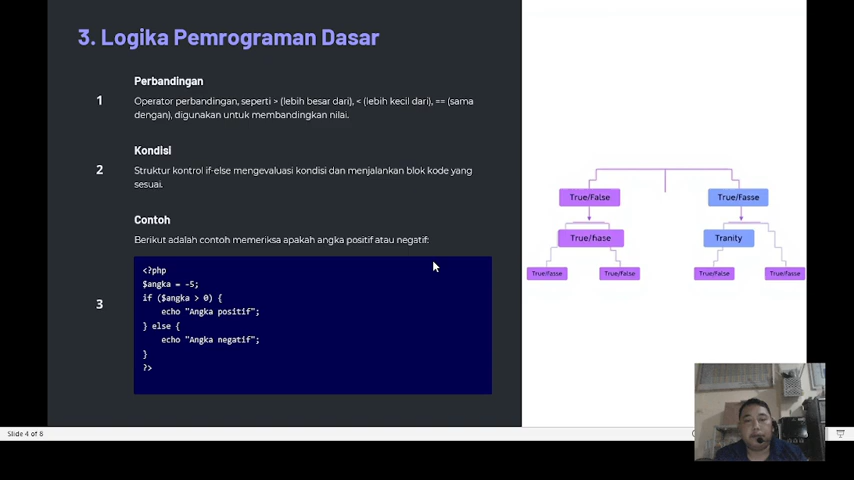 3. Logika Pemrograman Dasar
1
Perbandingan
Operator perbandingan, seperti > (lebih besar dari), < (lebih kecil dari), == (sama
dengan), digunakan untuk membandingkan nilai.
2
Kondisi
Struktur kontrol if-else mengevaluasi kondisi dan menjalankan blok kode yang
sesuai.
3
Contoh
Berikut adalah contoh memeriksa apakah angka positif atau negatif:
<?php
$angka = -5;
if ($angka > 0) {
    echo "Angka positif";
} else {
    echo "Angka negatif";
}
?>
True/False
True/Fasse
True/hase
Tranity
True/fasse
True/false
True/False
True/fasse
Slide 4 of 8